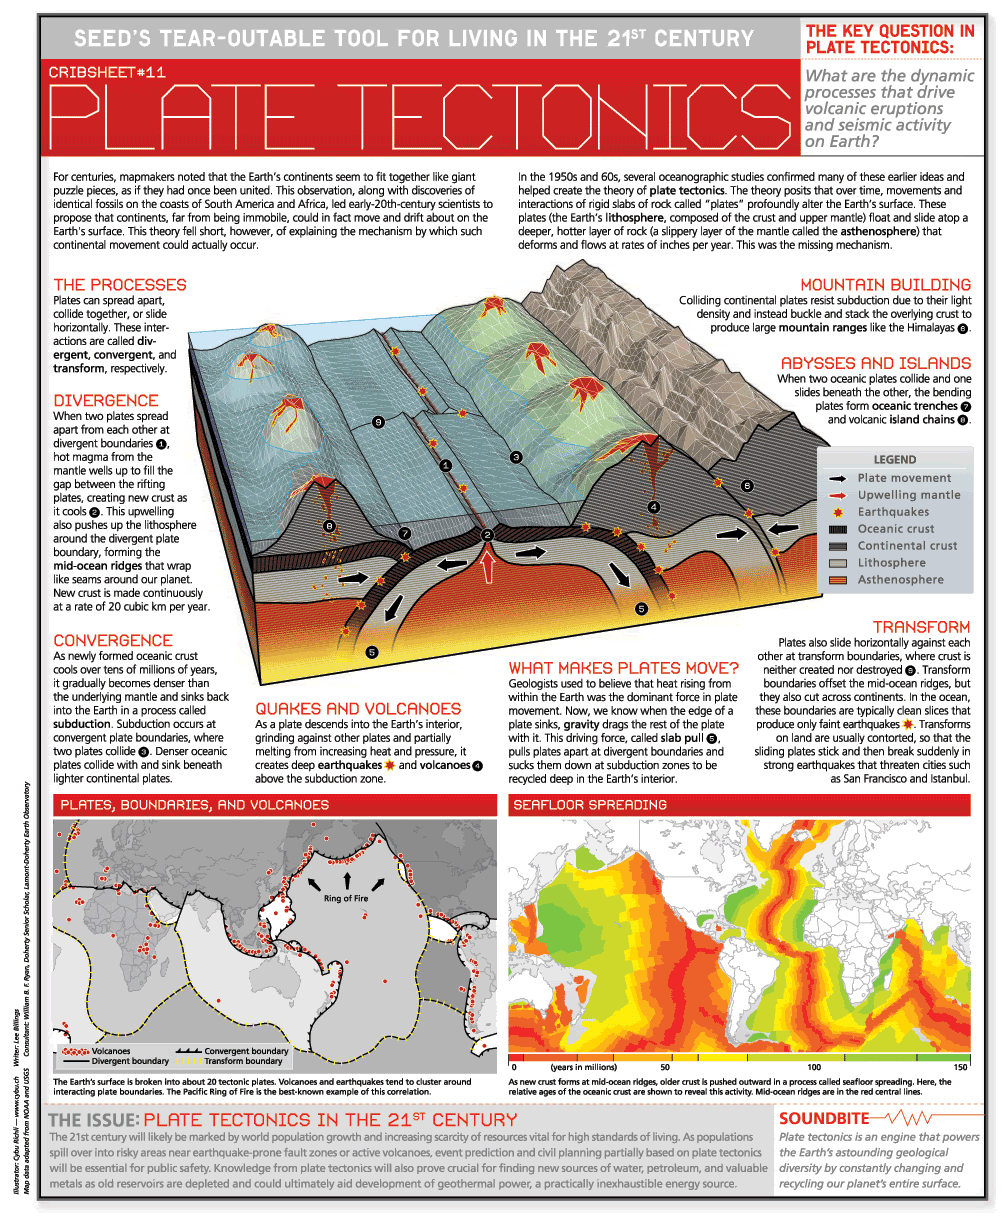 SEED'S TEAR-OUTABLE TOOL FOR LIVING IN THE 21ST CENTURY
THE KEY QUESTION IN
PLATE TECTONICS:
What are the dynamic
processes that drive
volcanic eruptions
and seismic activity
on Earth?
CRIBSHEET#11
PLATE TECTONICS
For centuries, mapmakers noted that the Earth's continents seem to fit together like giant
puzzle pieces, as if they had once been united. This observation, along with discoveries of
identical fossils on the coasts of South America and Africa, led early-20th-century scientists to
propose that continents, far from being immobile, could in fact move and drift about on the
Earth's surface. This theory fell short, however, of explaining the mechanism by which such
continental movement could actually occur.
In the 1950s and 60s, several oceanographic studies confirmed many of these earlier ideas and
helped create the theory of plate tectonics. The theory posits that over time, movements and
interactions of rigid slabs of rock called "plates" profoundly alter the Earth's surface. These
plates (the Earth's lithosphere, composed of the crust and upper mantle) float and slide atop a
deeper, hotter layer of rock (a slippery layer of the mantle called the asthenosphere) that
deforms and flows at rates of inches per year. This was the missing mechanism.
THE PROCESSES
Plates can spread apart,
collide together, or slide
horizontally. These inter-
actions are called div-
ergent, convergent, and
transform, respectively.
DIVERGENCE
When two plates spread
apart from each other at
divergent boundaries 1,
hot magma from the
mantle wells up to fill the
gap between the rifting
plates, creating new crust as
it cools 2. This upwelling
also pushes up the lithosphere
around the divergent plate
boundary, forming the
mid-ocean ridges that wrap
like seams around our planet.
New crust is made continuously
at a rate of 20 cubic km per year.
CONVERGENCE
As newly formed oceanic crust
cools over tens of millions of years,
it gradually becomes denser than
the underlying mantle and sinks back
into the Earth in a process called
subduction. Subduction occurs at
convergent plate boundaries, where
two plates collide 3. Denser oceanic
plates collide with and sink beneath
lighter continental plates.
MOUNTAIN BUILDING
Colliding continental plates resist subduction due to their light
density and instead buckle and stack the overlying crust to
produce large mountain ranges like the Himalayas 6.
ABYSSES AND ISLANDS
When two oceanic plates collide and one
slides beneath the other, the bending
plates form oceanic trenches 7
and volcanic island chains 8.
LEGEND
Plate movement
Upwelling mantle
Earthquakes
Oceanic crust
Continental crust
Lithosphere
Asthenosphere
9
1
3
6
4
8
7
2
5
5
QUAKES AND VOLCANOES
As a plate descends into the Earth's interior,
grinding against other plates and partially
melting from increasing heat and pressure, it
creates deep earthquakes and volcanoes 4
above the subduction zone.
WHAT MAKES PLATES MOVE?
Geologists used to believe that heat rising from
within the Earth was the dominant force in plate
movement. Now, we know when the edge of a
plate sinks, gravity drags the rest of the plate
with it. This driving force, called slab pull 5,
pulls plates apart at divergent boundaries and
sucks them down at subduction zones to be
recycled deep in the Earth's interior.
TRANSFORM
Plates also slide horizontally against each
other at transform boundaries, where crust is
neither created nor destroyed 9. Transform
boundaries offset the mid-ocean ridges, but
they also cut across continents. In the ocean,
these boundaries are typically clean slices that
produce only faint earthquakes. Transforms
on land are usually contorted, so that the
sliding plates stick and then break suddenly in
strong earthquakes that threaten cities such
as San Francisco and Istanbul.
PLATES, BOUNDARIES, AND VOLCANOES
Ring of Fire
Volcanoes
Convergent boundary
Divergent boundary
Transform boundary
The Earth's surface is broken into about 20 tectonic plates. Volcanoes and earthquakes tend to cluster around
interacting plate boundaries. The Pacific Ring of Fire is the best-known example of this correlation.
SEAFLOOR SPREADING
0 (years in millions) 50 100 150
As new crust forms at mid-ocean ridges, older crust is pushed outward in a process called seafloor spreading. Here, the
relative ages of the oceanic crust are shown to reveal this activity. Mid-ocean ridges are in the red central lines.
THE ISSUE: PLATE TECTONICS IN THE 21ST CENTURY
The 21st century will likely be marked by world population growth and increasing scarcity of resources vital for high standards of living. As populations
spill over into risky areas near earthquake-prone fault zones or active volcanoes, event prediction and civil planning partially based on plate tectonics
will be essential for public safety. Knowledge from plate tectonics will also prove crucial for finding new sources of water, petroleum, and valuable
metals as old reservoirs are depleted and could ultimately aid development of geothermal power, a practically inexhaustible energy source.
SOUNDBITE
Plate tectonics is an engine that powers
the Earth's astounding geological
diversity by constantly changing and
recycling our planet's entire surface.
Illustrator: Cybu Richli — www.cybu.ch Writer: Lee Billings
Map data adapted from NOAA and USGS Consultant: William B. F. Ryan, Doherty Senior Scholar, Lamont-Doherty Earth Observatory